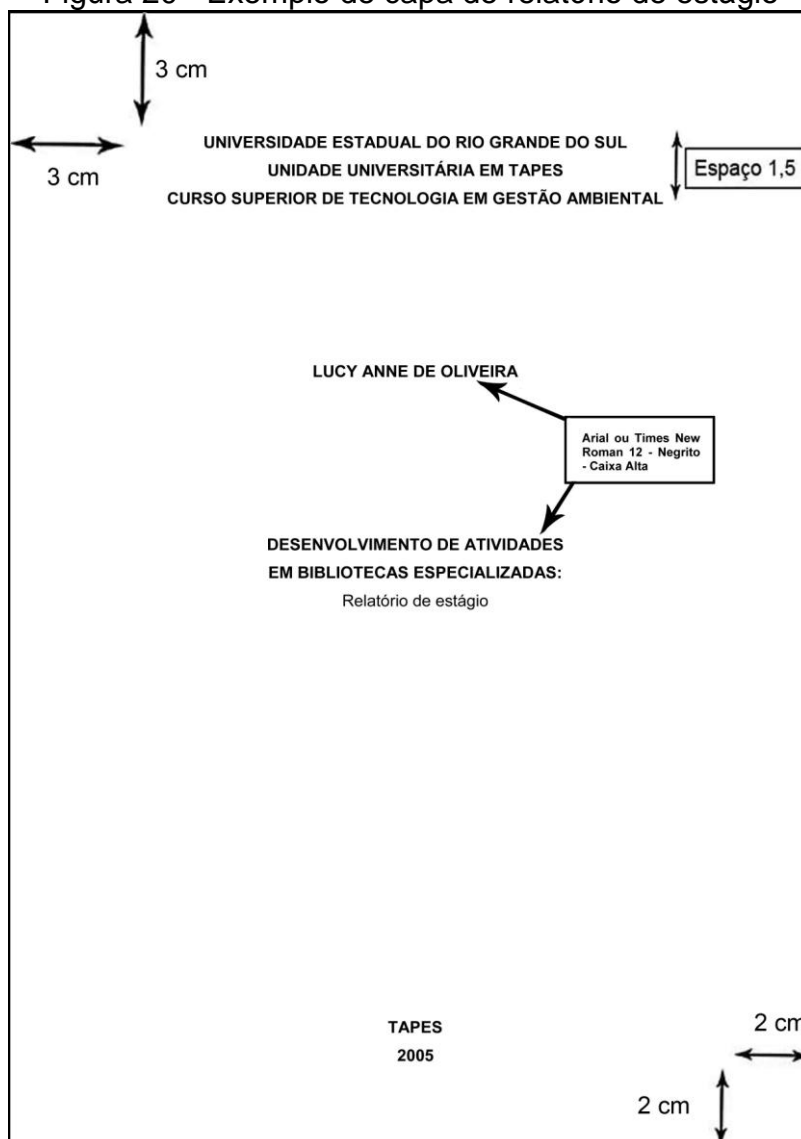 Figura 20 - Exemplo de capa de relatório de estágio
3 cm
3 cm
UNIVERSIDADE ESTADUAL DO RIO GRANDE DO SUL
UNIDADE UNIVERSITÁRIA EM TAPES
CURSO SUPERIOR DE TECNOLOGIA EM GESTÃO AMBIENTAL
Espaço 1,5
LUCY ANNE DE OLIVEIRA
Arial ou Times New
Roman 12 - Negrito
- Caixa Alta
DESENVOLVIMENTO DE ATIVIDADES
EM BIBLIOTECAS ESPECIALIZADAS:
Relatório de estágio
TAPES
2005
2 cm
2 cm